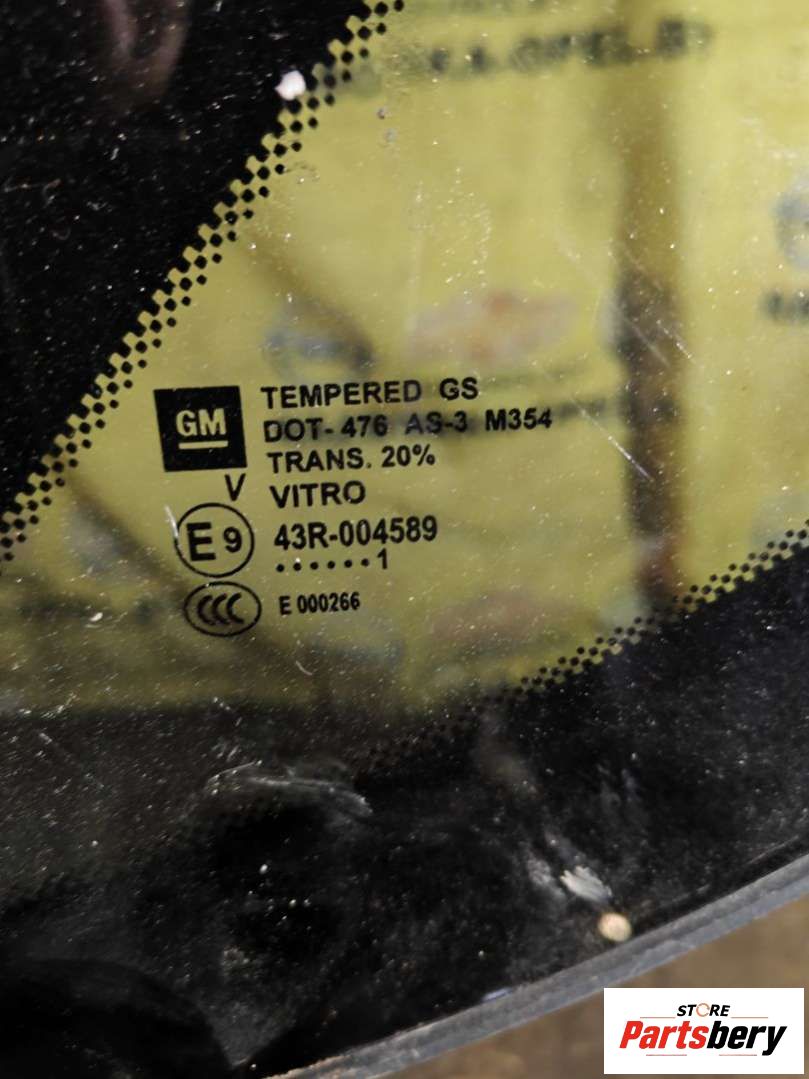 GM
TEMPERED GS
DOT-476 AS-3 M354
TRANS. 20%
V VITRO
E9 43R-004589
••••••1
CCC E 000266
STORE
Partsbery